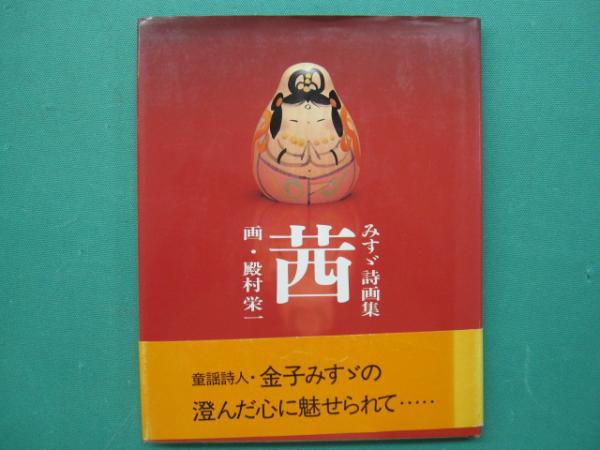 みすゞ詩画集
茜
画・殿村栄一
童謡詩人・金子みすゞの
澄んだ心に魅せられて‥‥‥